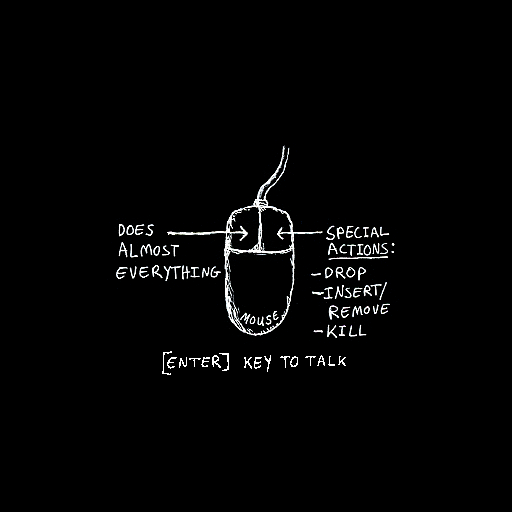 DOES
ALMOST
EVERYTHING
SPECIAL
ACTIONS:
-DROP
-INSERT/
REMOVE
-KILL
MOUSE
[ENTER] KEY TO TALK